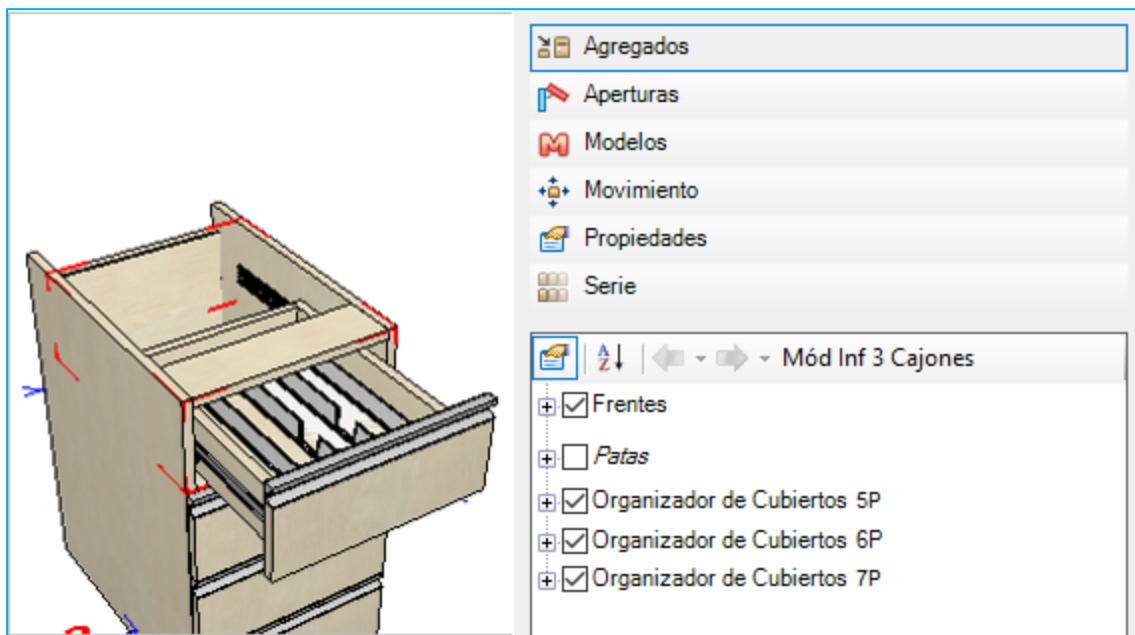 Agregados
Aperturas
Modelos
Movimiento
Propiedades
Serie
Mód Inf 3 Cajones
Frentes
Patas
Organizador de Cubiertos 5P
Organizador de Cubiertos 6P
Organizador de Cubiertos 7P